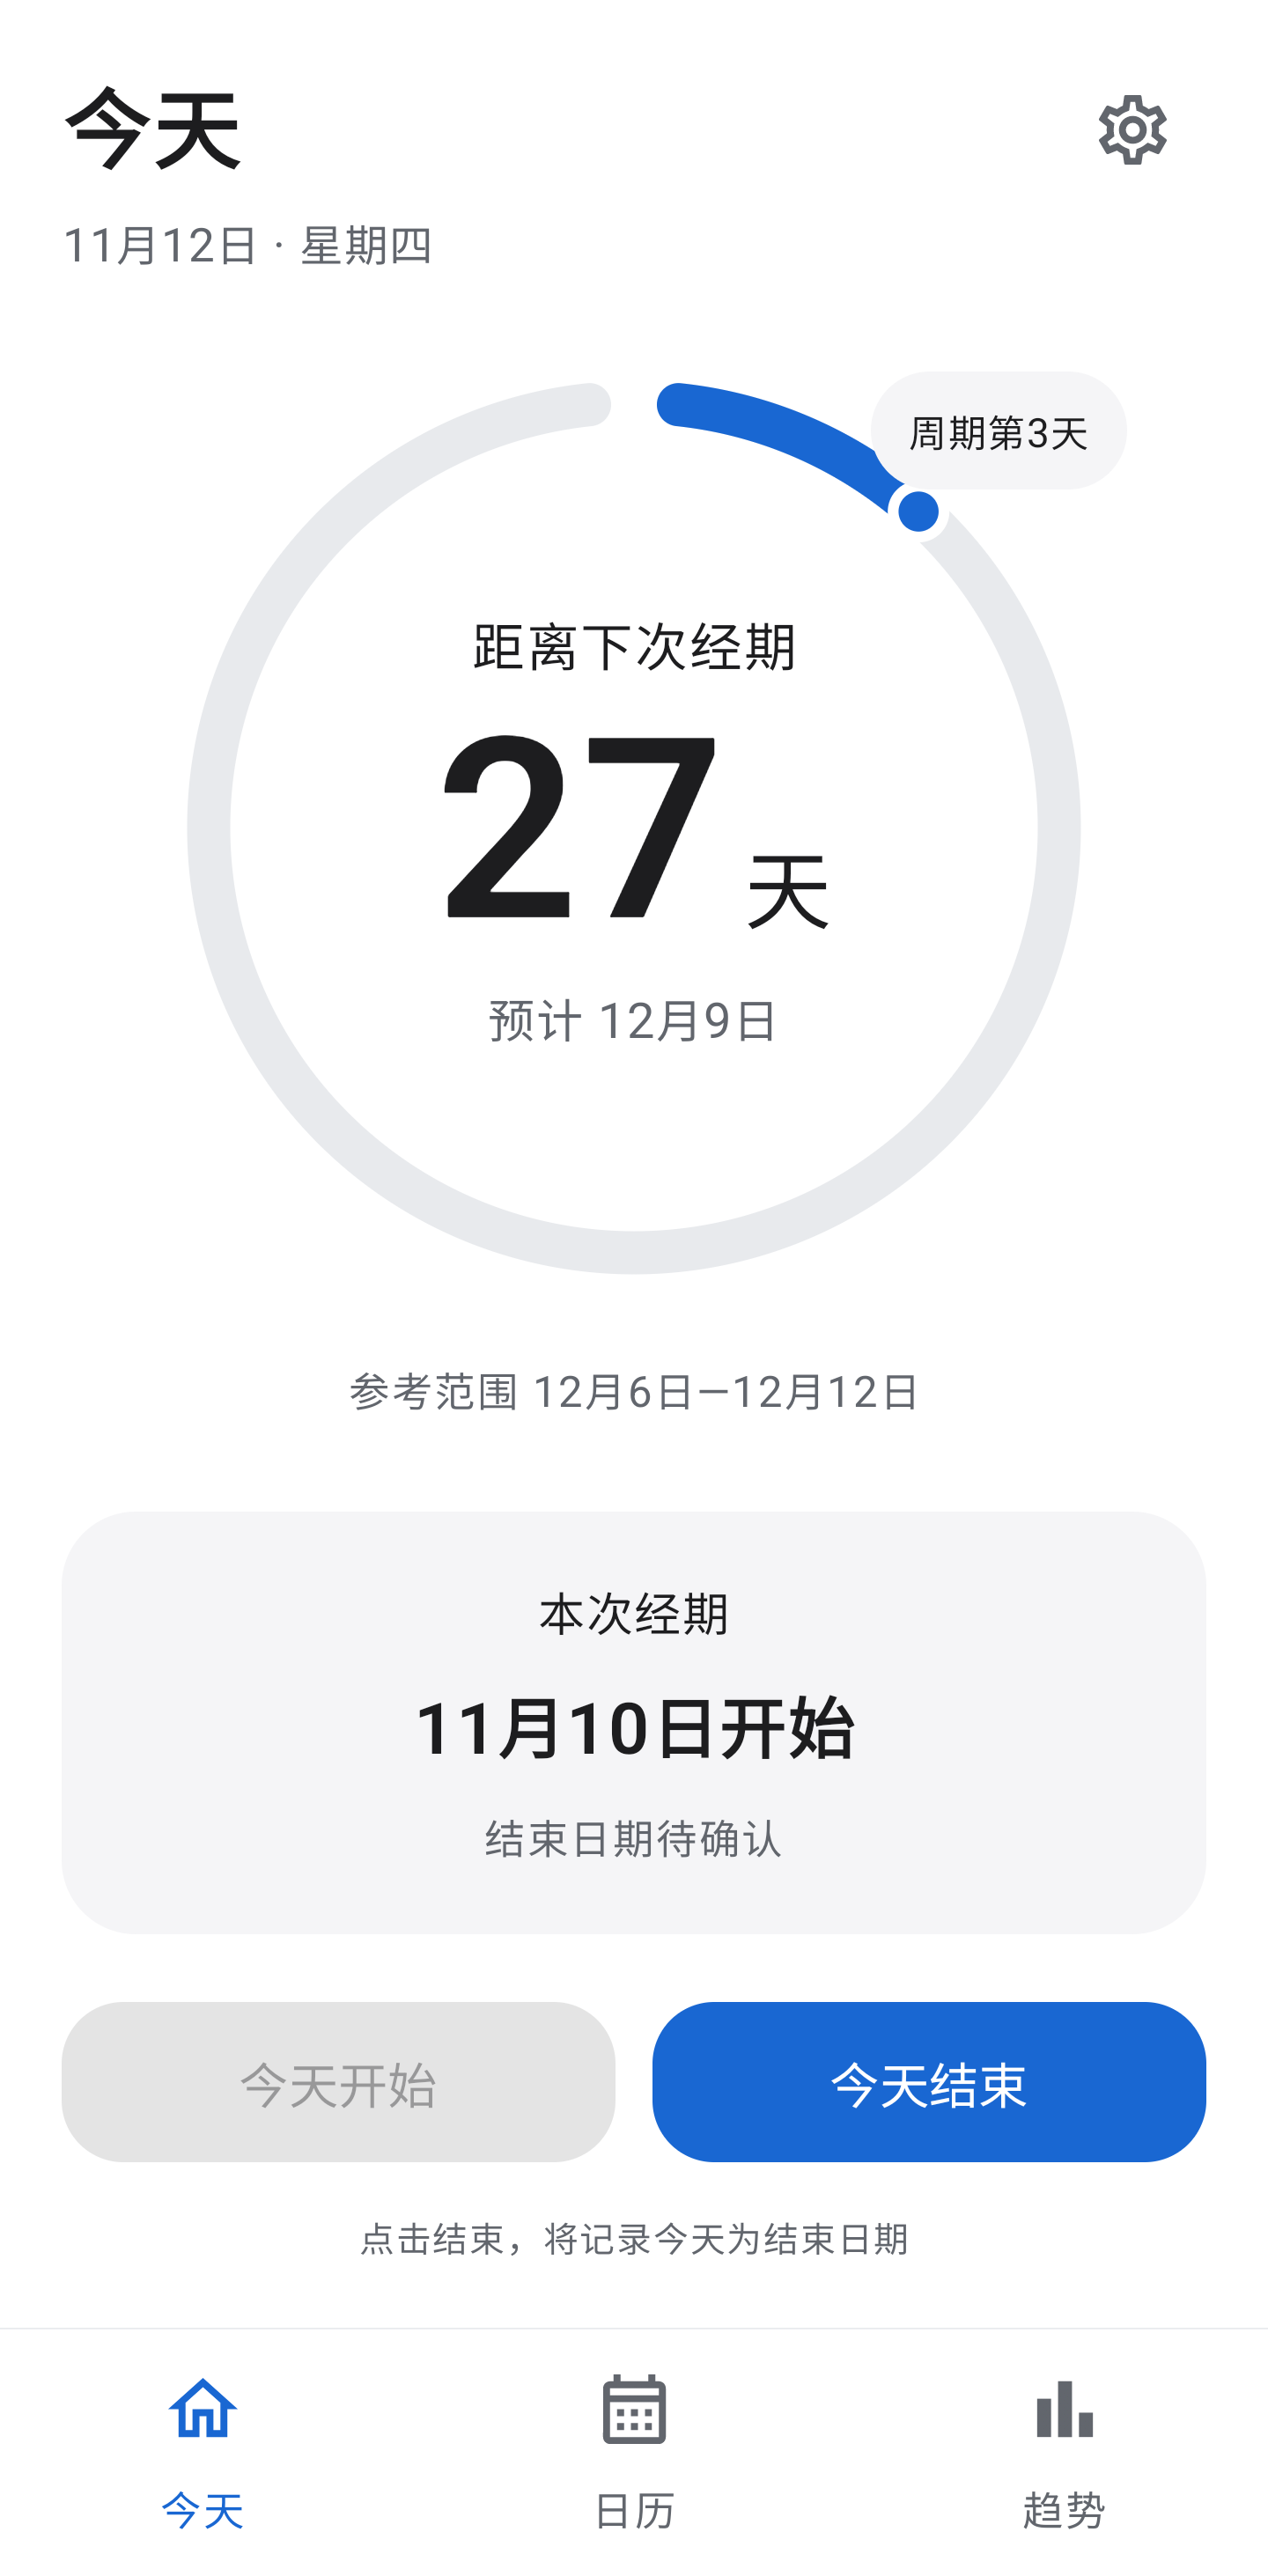 今天
11月12日 · 星期四
周期第3天
距离下次经期
27 天
预计 12月9日
参考范围 12月6日–12月12日
本次经期
11月10日开始
结束日期待确认
今天开始 今天结束
点击结束，将记录今天为结束日期
今天 日历 趋势